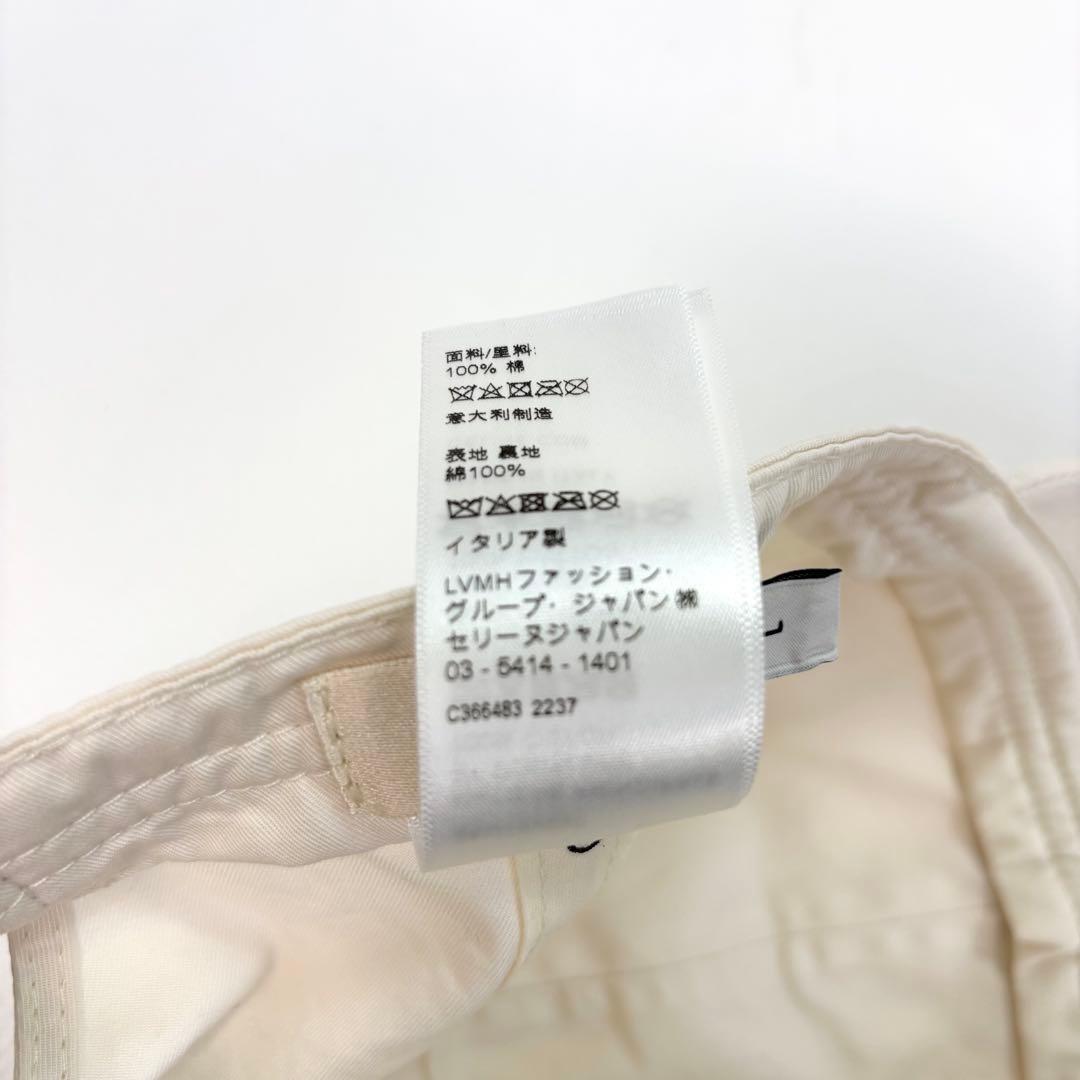 面料/里料:
100% 棉
意大利制造
表地 裏地
綿100%
イタリア製
LVMHファッション・
グループ・ジャパン㈱
セリーヌジャパン
03 - 5414 - 1401
C366483 2237
L